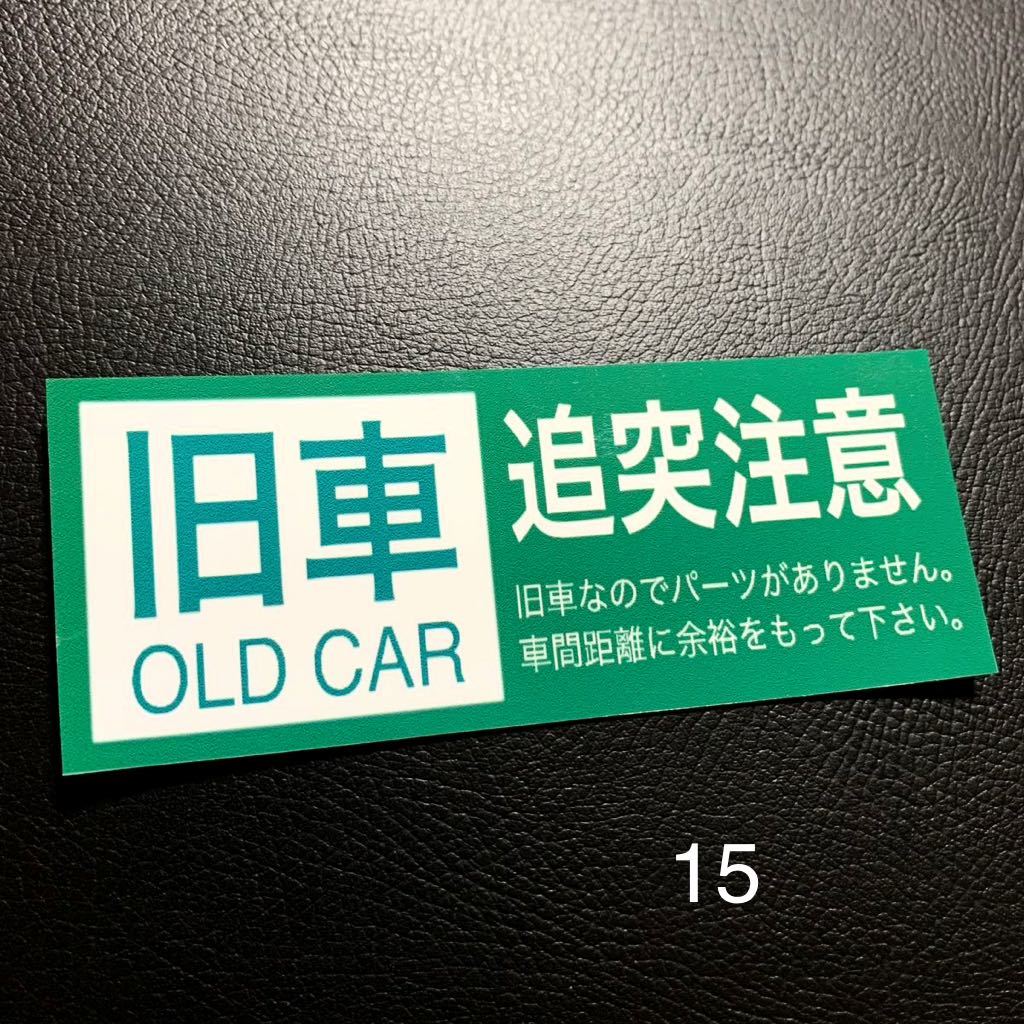 旧車
OLD CAR
追突注意
旧車なのでパーツがありません。
車間距離に余裕をもって下さい。
15